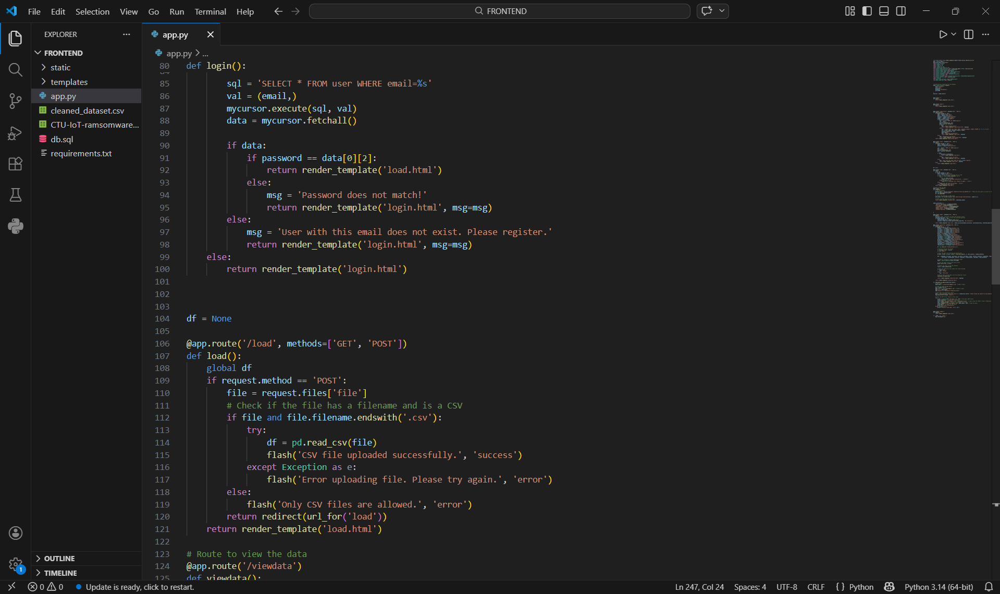 File Edit Selection View Go Run Terminal Help
FRONTEND
EXPLORER
FRONTEND
static
templates
app.py
cleaned_dataset.csv
CTU-IoT-ramsomware...
db.sql
requirements.txt
OUTLINE
TIMELINE
app.py
app.py > ...
80 def login():
85 sql = 'SELECT * FROM user WHERE email=%s'
86 val = (email,)
87 mycursor.execute(sql, val)
88 data = mycursor.fetchall()
89
90 if data:
91 if password == data[0][2]:
92 return render_template('load.html')
93 else:
94 msg = 'Password does not match!'
95 return render_template('login.html', msg=msg)
96 else:
97 msg = 'User with this email does not exist. Please register.'
98 return render_template('login.html', msg=msg)
99 else:
100 return render_template('login.html')
101
102
103
104 df = None
105
106 @app.route('/load', methods=['GET', 'POST'])
107 def load():
108 global df
109 if request.method == 'POST':
110 file = request.files['file']
111 # Check if the file has a filename and is a CSV
112 if file and file.filename.endswith('.csv'):
113 try:
114 df = pd.read_csv(file)
115 flash('CSV file uploaded successfully.', 'success')
116 except Exception as e:
117 flash('Error uploading file. Please try again.', 'error')
118 else:
119 flash('Only CSV files are allowed.', 'error')
120 return redirect(url_for('load'))
121 return render_template('load.html')
122
123 # Route to view the data
124 @app.route('/viewdata')
125 def viewdata():
1
0 0 Update is ready, click to restart. Ln 247, Col 24 Spaces: 4 UTF-8 CRLF {} Python Python 3.14 (64-bit)